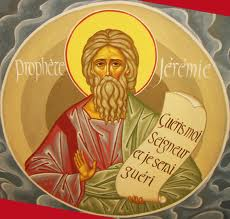 Prophète Jérémie
Guéris moi
Seigneur
et je serai
guéri